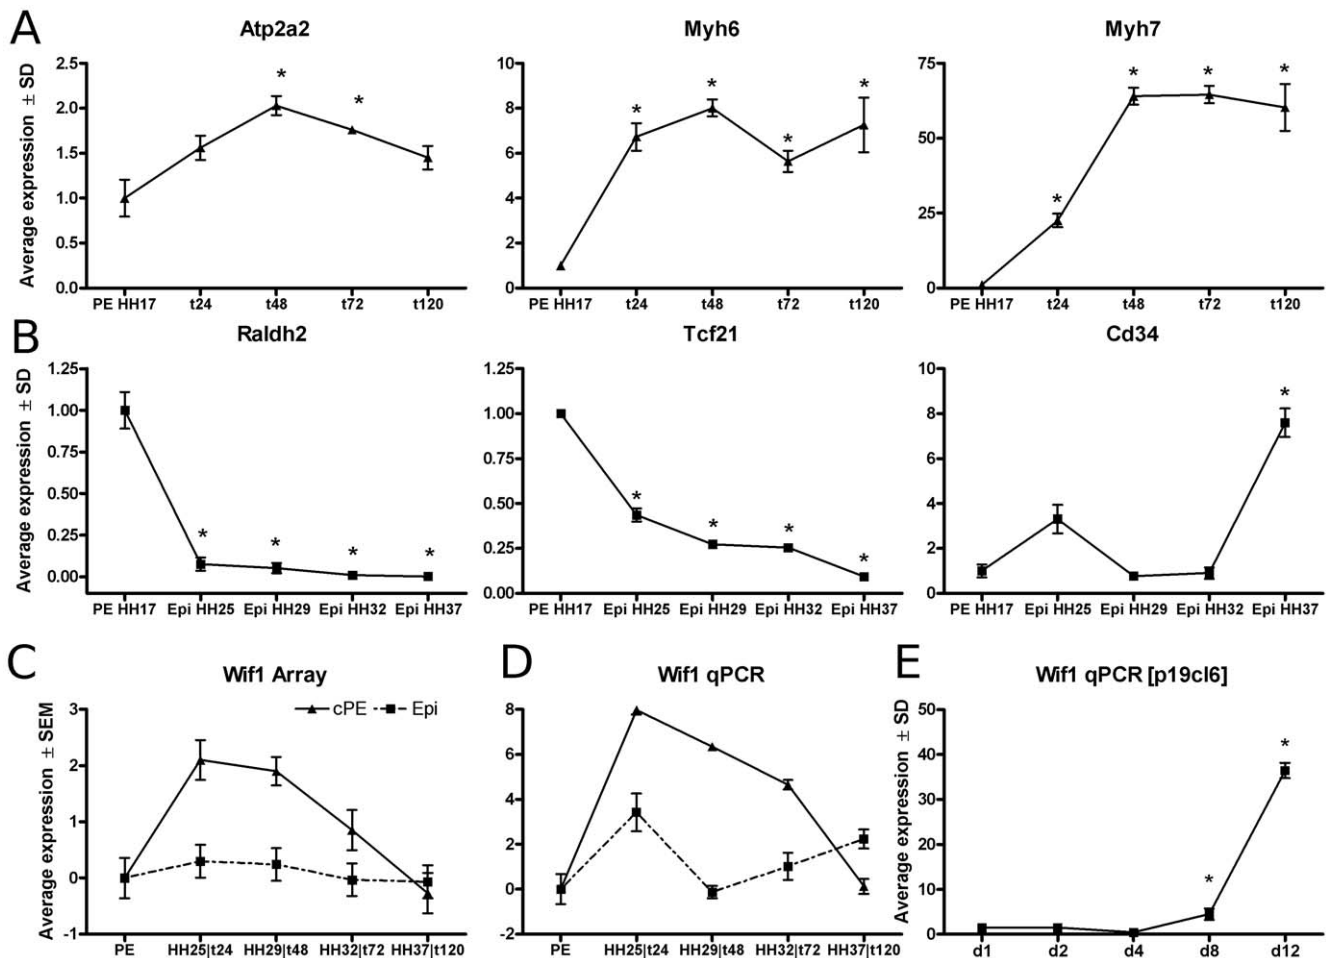 A
Atp2a2
Myh6
Myh7
Average expression ± SD
2.5
2.0
1.5
1.0
0.5
0.0
PE HH17 t24 t48 t72 t120
* *
10
8
6
4
2
0
PE HH17 t24 t48 t72 t120
* * * *
75
50
25
0
PE HH17 t24 t48 t72 t120
* * * *
B
Raldh2
Tcf21
Cd34
Average expression ± SD
1.25
1.00
0.75
0.50
0.25
0.00
PE HH17 Epi HH25 Epi HH29 Epi HH32 Epi HH37
* * * *
1.25
1.00
0.75
0.50
0.25
0.00
PE HH17 Epi HH25 Epi HH29 Epi HH32 Epi HH37
* * * *
10
8
6
4
2
0
PE HH17 Epi HH25 Epi HH29 Epi HH32 Epi HH37
*
C
Wif1 Array
Average expression ± SEM
cPE Epi
3
2
1
0
-1
PE HH25|t24 HH29|t48 HH32|t72 HH37|t120
D
Wif1 qPCR
8
6
4
2
0
-2
PE HH25|t24 HH29|t48 HH32|t72 HH37|t120
E
Wif1 qPCR [p19cl6]
Average expression ± SD
50
40
30
20
10
0
d1 d2 d4 d8 d12
* *